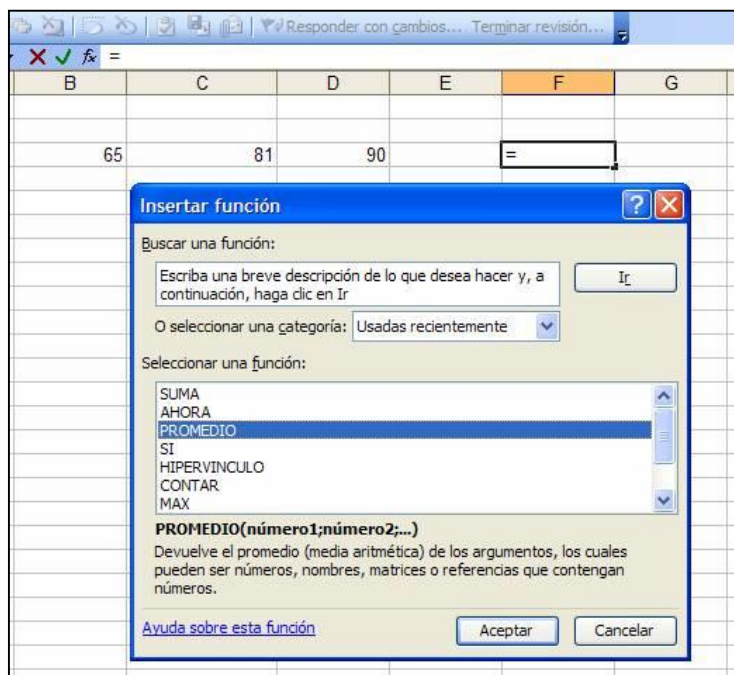 Responder con cambios... Terminar revisión...
fx =
B C D E F G
65 81 90 =
Insertar función
Buscar una función:
Escriba una breve descripción de lo que desea hacer y, a
continuación, haga clic en Ir
Ir
O seleccionar una categoría: Usadas recientemente
Seleccionar una función:
SUMA
AHORA
PROMEDIO
SI
HIPERVINCULO
CONTAR
MAX
PROMEDIO(número1;número2;...)
Devuelve el promedio (media aritmética) de los argumentos, los cuales
pueden ser números, nombres, matrices o referencias que contengan
números.
Ayuda sobre esta función
Aceptar Cancelar